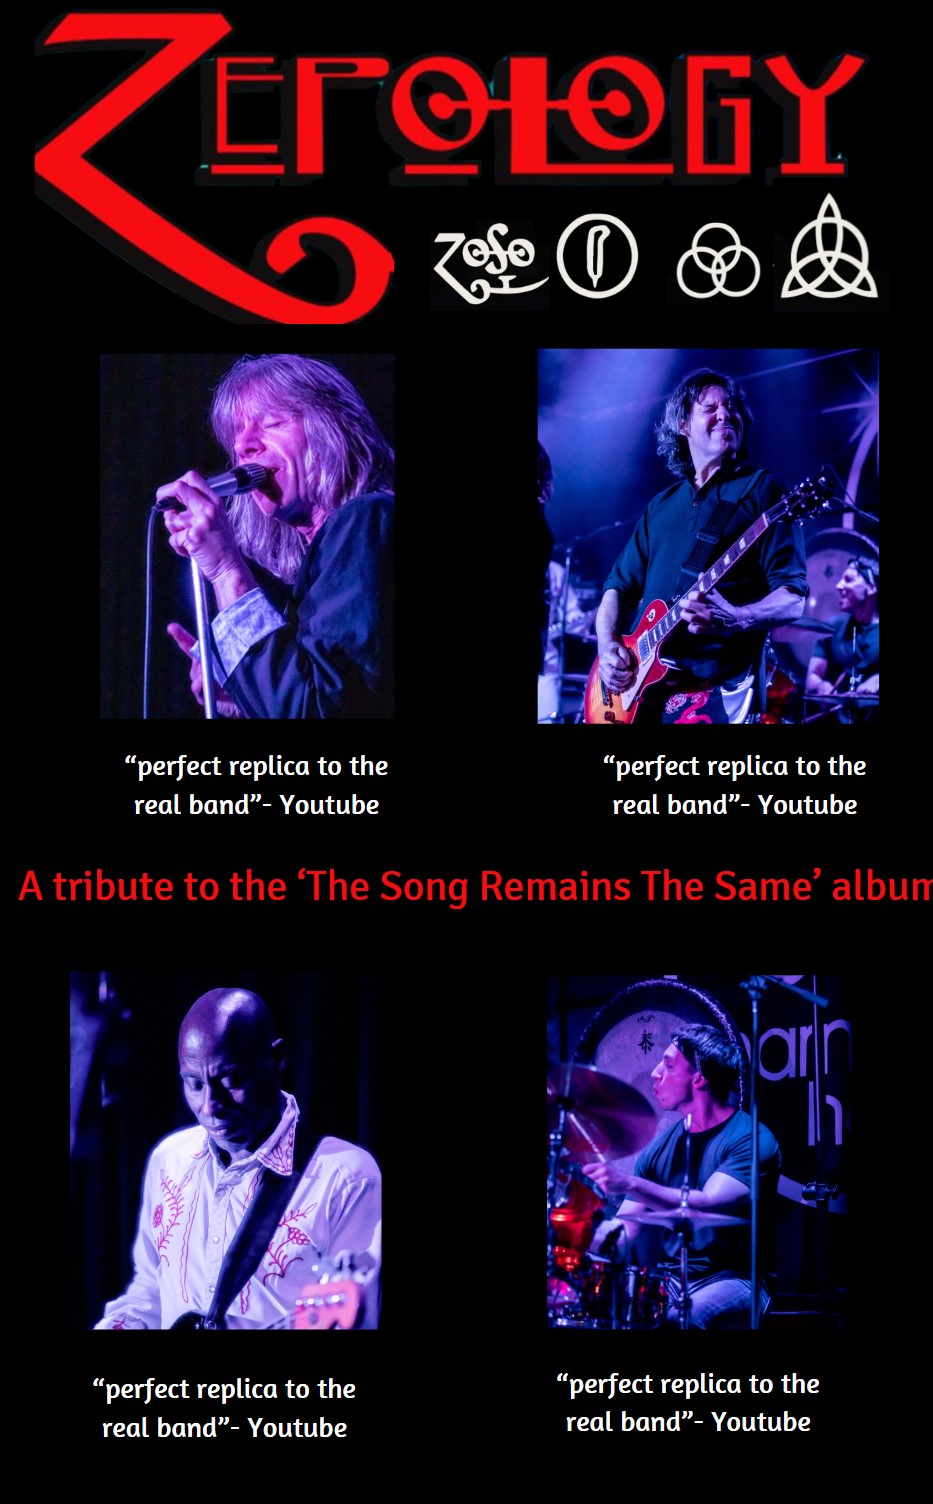 ZEPOLOGY
ZOSO
“perfect replica to the
real band”- Youtube
“perfect replica to the
real band”- Youtube
A tribute to the ‘The Song Remains The Same’ album
“perfect replica to the
real band”- Youtube
“perfect replica to the
real band”- Youtube